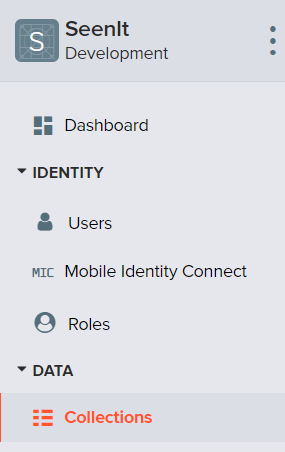 S
SeenIt
Development
Dashboard
IDENTITY
Users
MIC Mobile Identity Connect
Roles
DATA
Collections